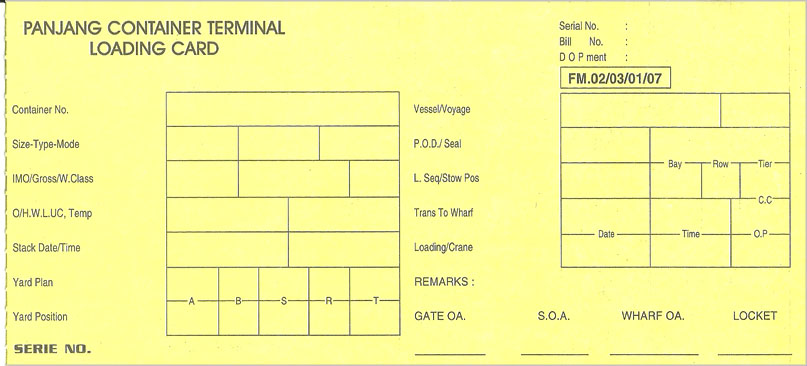 PANJANG CONTAINER TERMINAL
LOADING CARD
Serial No. :
Bill No. :
D O P ment :
FM.02/03/01/07
Container No.
Size-Type-Mode
IMO/Gross/W.Class
O/H.W.L.UC, Temp
Stack Date/Time
Yard Plan
A B S R T
Yard Position
SERIE NO.
Vessel/Voyage
P.O.D./ Seal
Bay Row Tier
L. Seq/Stow Pos
C.C
Trans To Wharf
Date Time O.P
Loading/Crane
REMARKS :
GATE OA. S.O.A. WHARF OA. LOCKET